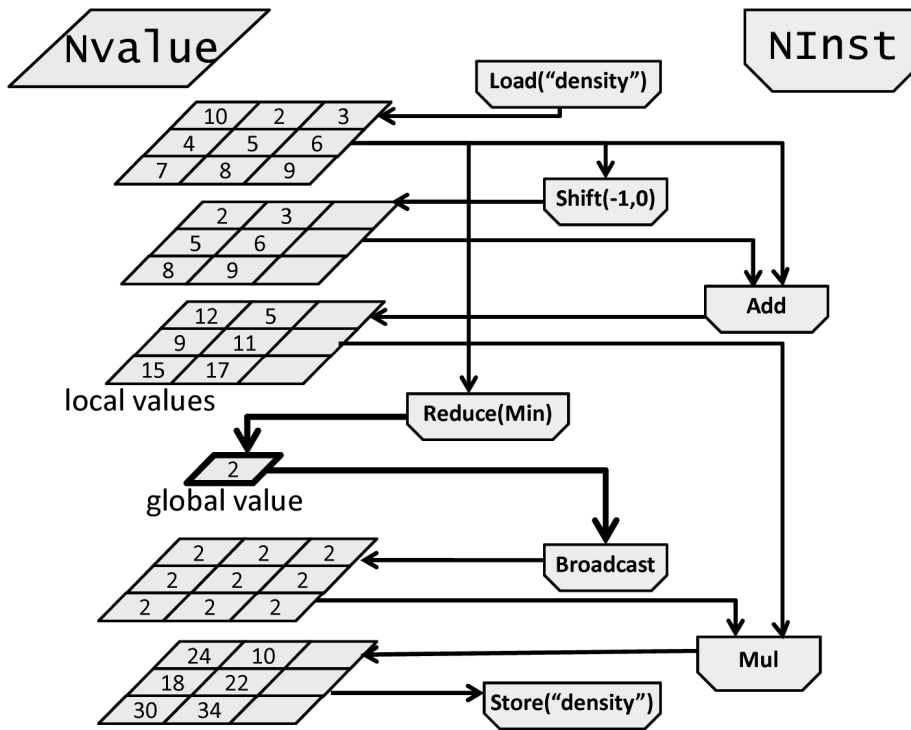 Nvalue
NInst
Load(“density”)
10 2 3
4 5 6
7 8 9
Shift(-1,0)
2 3
5 6
8 9
Add
12 5
9 11
15 17
local values
Reduce(Min)
2
global value
Broadcast
2 2 2
2 2 2
2 2 2
Mul
24 10
18 22
30 34
Store(“density”)